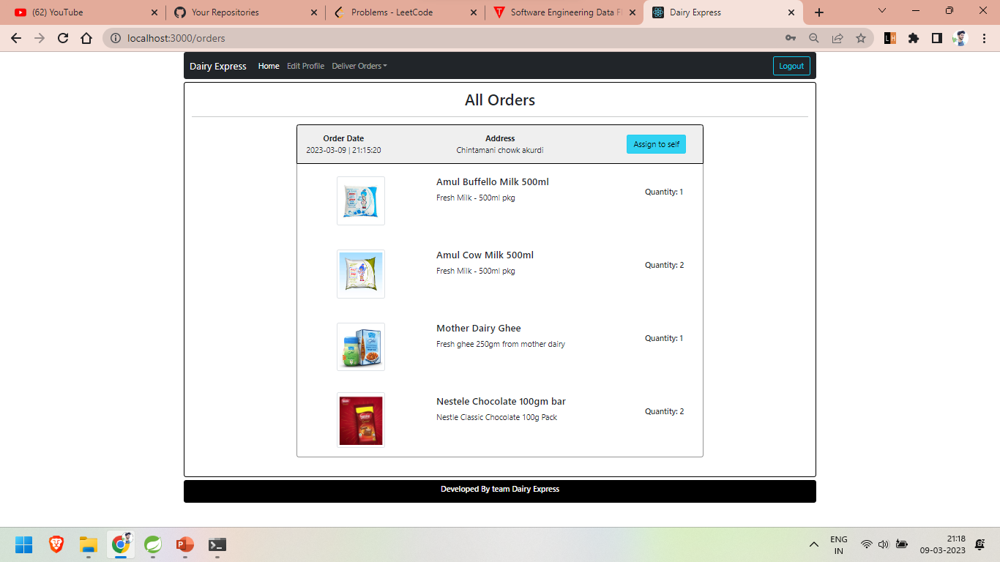 (62) YouTube
Your Repositories
Problems - LeetCode
Software Engineering Data Fl
Dairy Express
localhost:3000/orders
Dairy Express Home Edit Profile Deliver Orders Logout
All Orders
Order Date Address
Assign to self
2023-03-09 | 21:15:20 Chintamani chowk akurdi
Amul Buffello Milk 500ml
Quantity: 1
Fresh Milk - 500ml pkg
Amul Cow Milk 500ml
Quantity: 2
Fresh Milk - 500ml pkg
Mother Dairy Ghee
Quantity: 1
Fresh ghee 250gm from mother dairy
Nestele Chocolate 100gm bar
Quantity: 2
Nestle Classic Chocolate 100g Pack
Developed By team Dairy Express
ENG
IN
21:18
09-03-2023